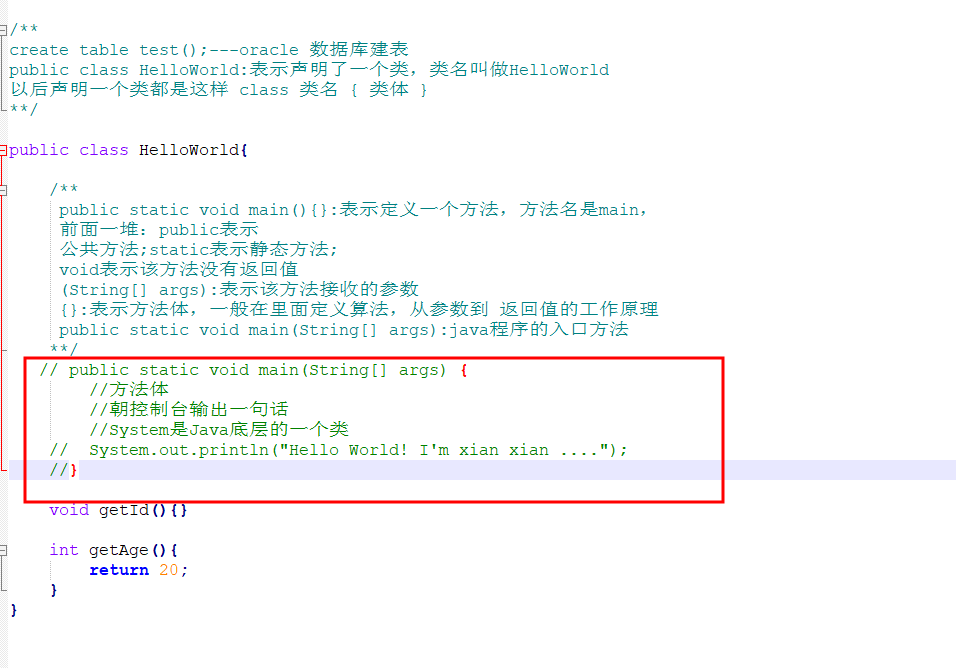 /**
create table test();---oracle 数据库建表
public class HelloWorld:表示声明了一个类，类名叫做HelloWorld
以后声明一个类都是这样 class 类名 { 类体 }
**/
public class HelloWorld{
/**
public static void main(){}:表示定义一个方法，方法名是main，
前面一堆：public表示
公共方法;static表示静态方法;
void表示该方法没有返回值
(String[] args):表示该方法接收的参数
{}:表示方法体，一般在里面定义算法，从参数到 返回值的工作原理
public static void main(String[] args):java程序的入口方法
**/
// public static void main(String[] args) {
//方法体
//朝控制台输出一句话
//System是Java底层的一个类
// System.out.println("Hello World! I'm xian xian ....");
//}
void getId(){}
int getAge(){
return 20;
}
}